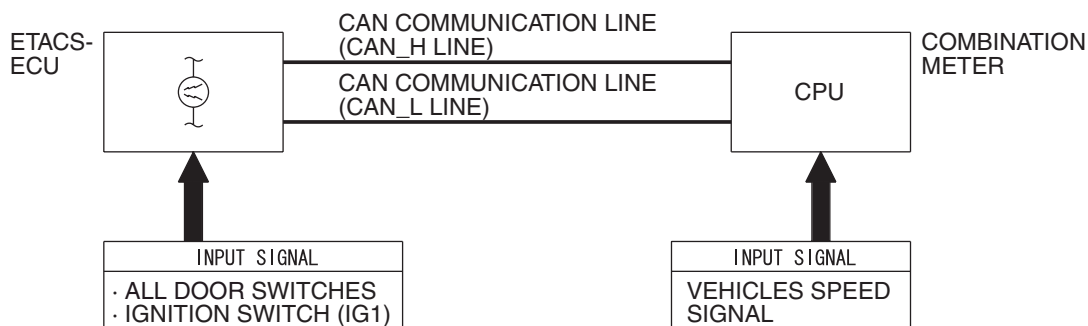 ETACS-
ECU
CAN COMMUNICATION LINE
(CAN_H LINE)
CAN COMMUNICATION LINE
(CAN_L LINE)
CPU
COMBINATION
METER
INPUT SIGNAL
· ALL DOOR SWITCHES
· IGNITION SWITCH (IG1)
INPUT SIGNAL
VEHICLES SPEED
SIGNAL